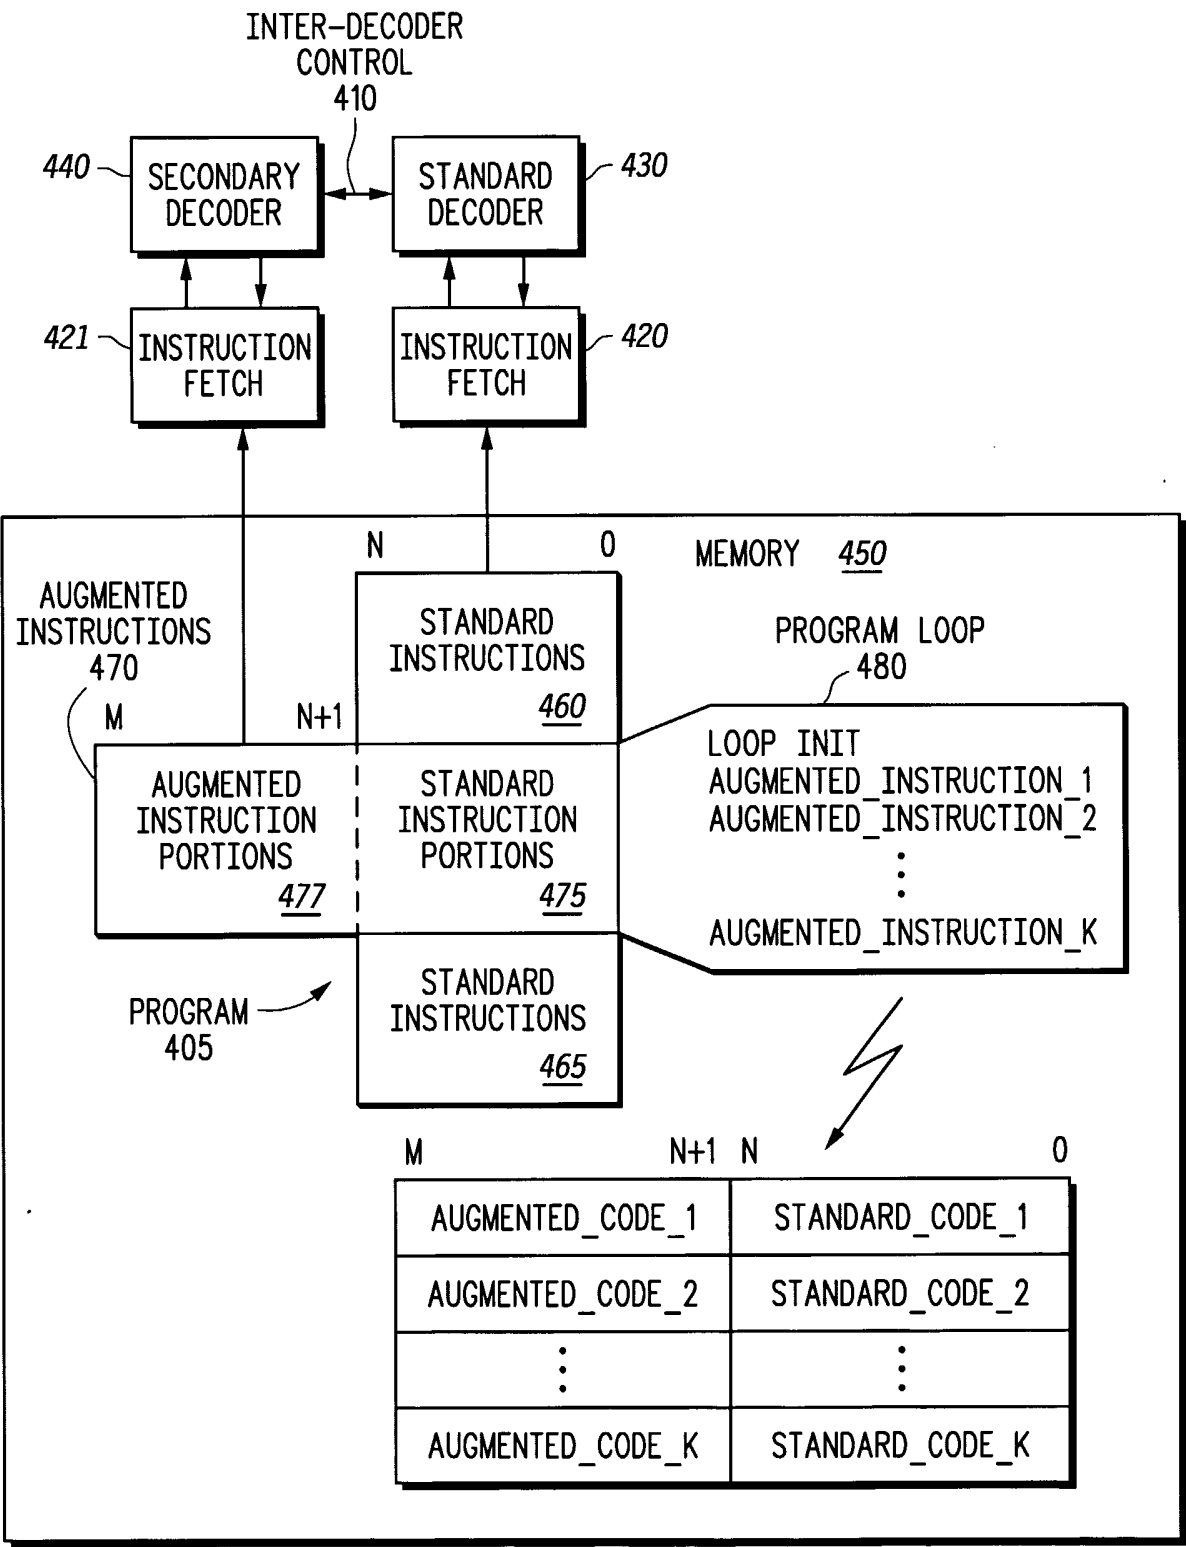 INTER-DECODER
CONTROL
410
440
SECONDARY
DECODER
STANDARD
DECODER
430
421
INSTRUCTION
FETCH
INSTRUCTION
FETCH
420
N
0
MEMORY 450
AUGMENTED
INSTRUCTIONS
470
STANDARD
INSTRUCTIONS
460
PROGRAM LOOP
480
M
N+1
AUGMENTED
INSTRUCTION
PORTIONS
477
STANDARD
INSTRUCTION
PORTIONS
475
LOOP INIT
AUGMENTED_INSTRUCTION_1
AUGMENTED_INSTRUCTION_2
AUGMENTED_INSTRUCTION_K
PROGRAM
405
STANDARD
INSTRUCTIONS
465
M
N+1
N
0
AUGMENTED_CODE_1
STANDARD_CODE_1
AUGMENTED_CODE_2
STANDARD_CODE_2
AUGMENTED_CODE_K
STANDARD_CODE_K